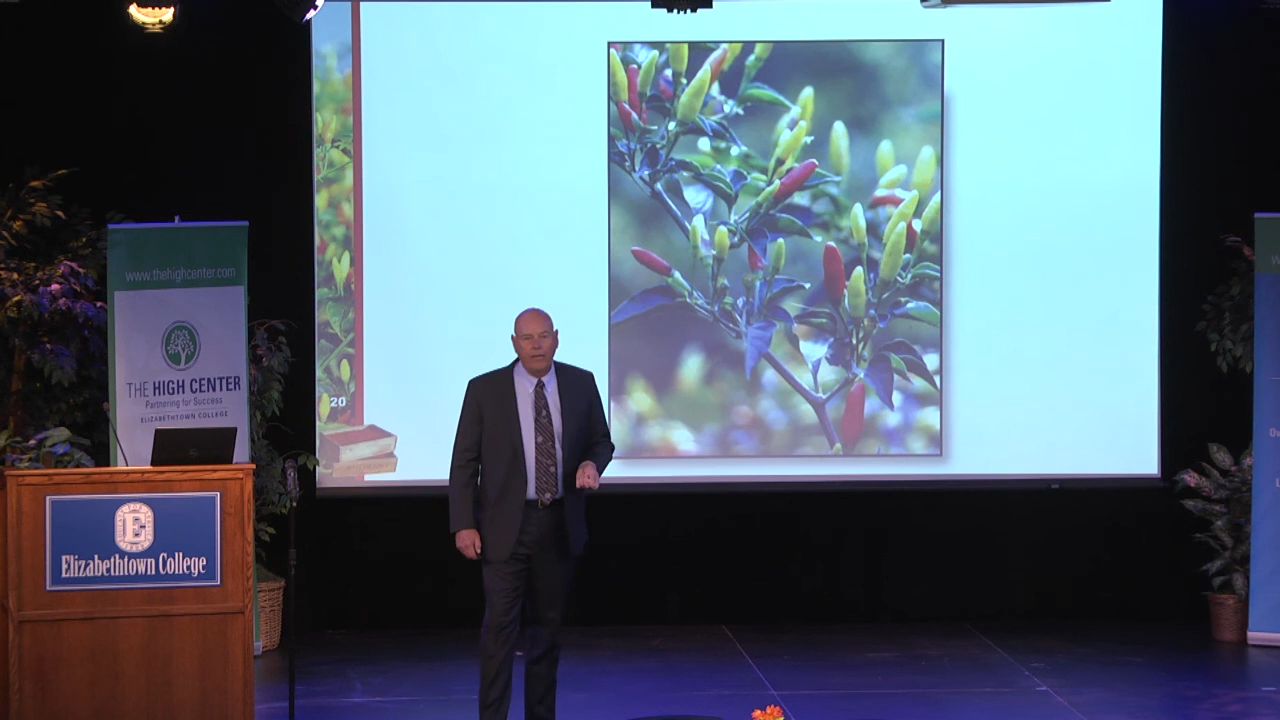 www.thehighcenter.com
THE HIGH CENTER
Partnering for Success
ELIZABETHTOWN COLLEGE
20
E
Elizabethtown College